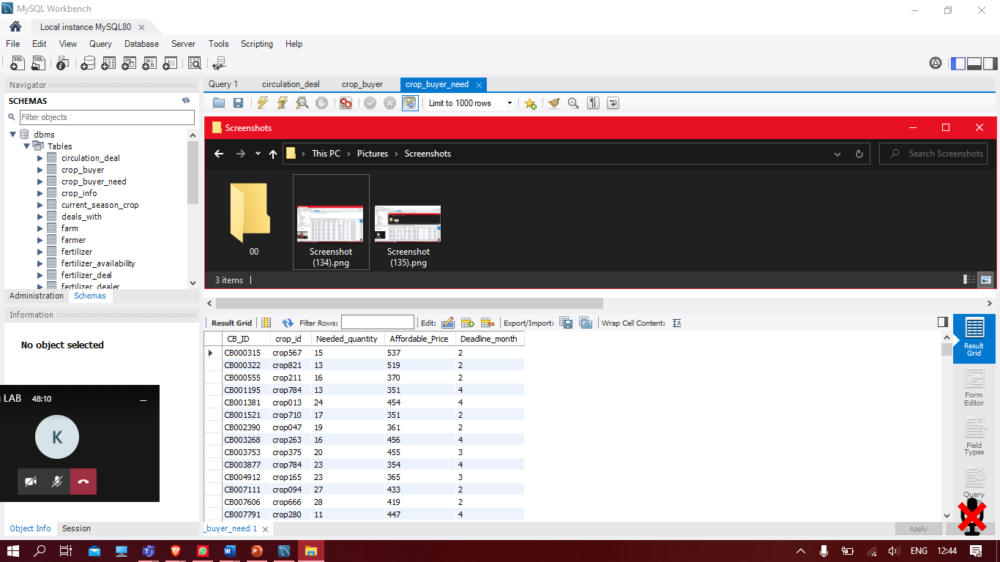 MySQL Workbench
Local instance MySQL80
File Edit View Query Database Server Tools Scripting Help
Navigator
SCHEMAS
Filter objects
dbms
Tables
circulation_deal
crop_buyer
crop_buyer_need
crop_info
current_season_crop
deals_with
farm
farmer
fertilizer
fertilizer_availability
fertilizer_deal
fertilizer_dealer
Administration Schemas
Information
No object selected
LAB 48:10
K
Object Info Session
Query 1 circulation_deal crop_buyer crop_buyer_need
Limit to 1000 rows
Screenshots
This PC Pictures Screenshots
Search Screenshots
00
Screenshot (134).png
Screenshot (135).png
3 items
Result Grid Filter Rows: Edit: Export/Import: Wrap Cell Content:
CB_ID crop_id Needed_quantity Affordable_Price Deadline_month
CB000315 crop567 15 537 2
CB000322 crop821 13 519 2
CB000555 crop211 16 370 2
CB001195 crop784 13 351 4
CB001381 crop013 24 454 4
CB001521 crop710 17 351 2
CB002390 crop047 19 361 2
CB003268 crop263 16 456 4
CB003753 crop375 20 455 3
CB003877 crop784 23 354 4
CB004912 crop165 23 365 3
CB007111 crop094 27 433 2
CB007606 crop666 28 419 2
CB007791 crop280 11 447 4
Result Grid
Form Editor
Field Types
Query
_buyer_need 1
Apply
ENG 12:44